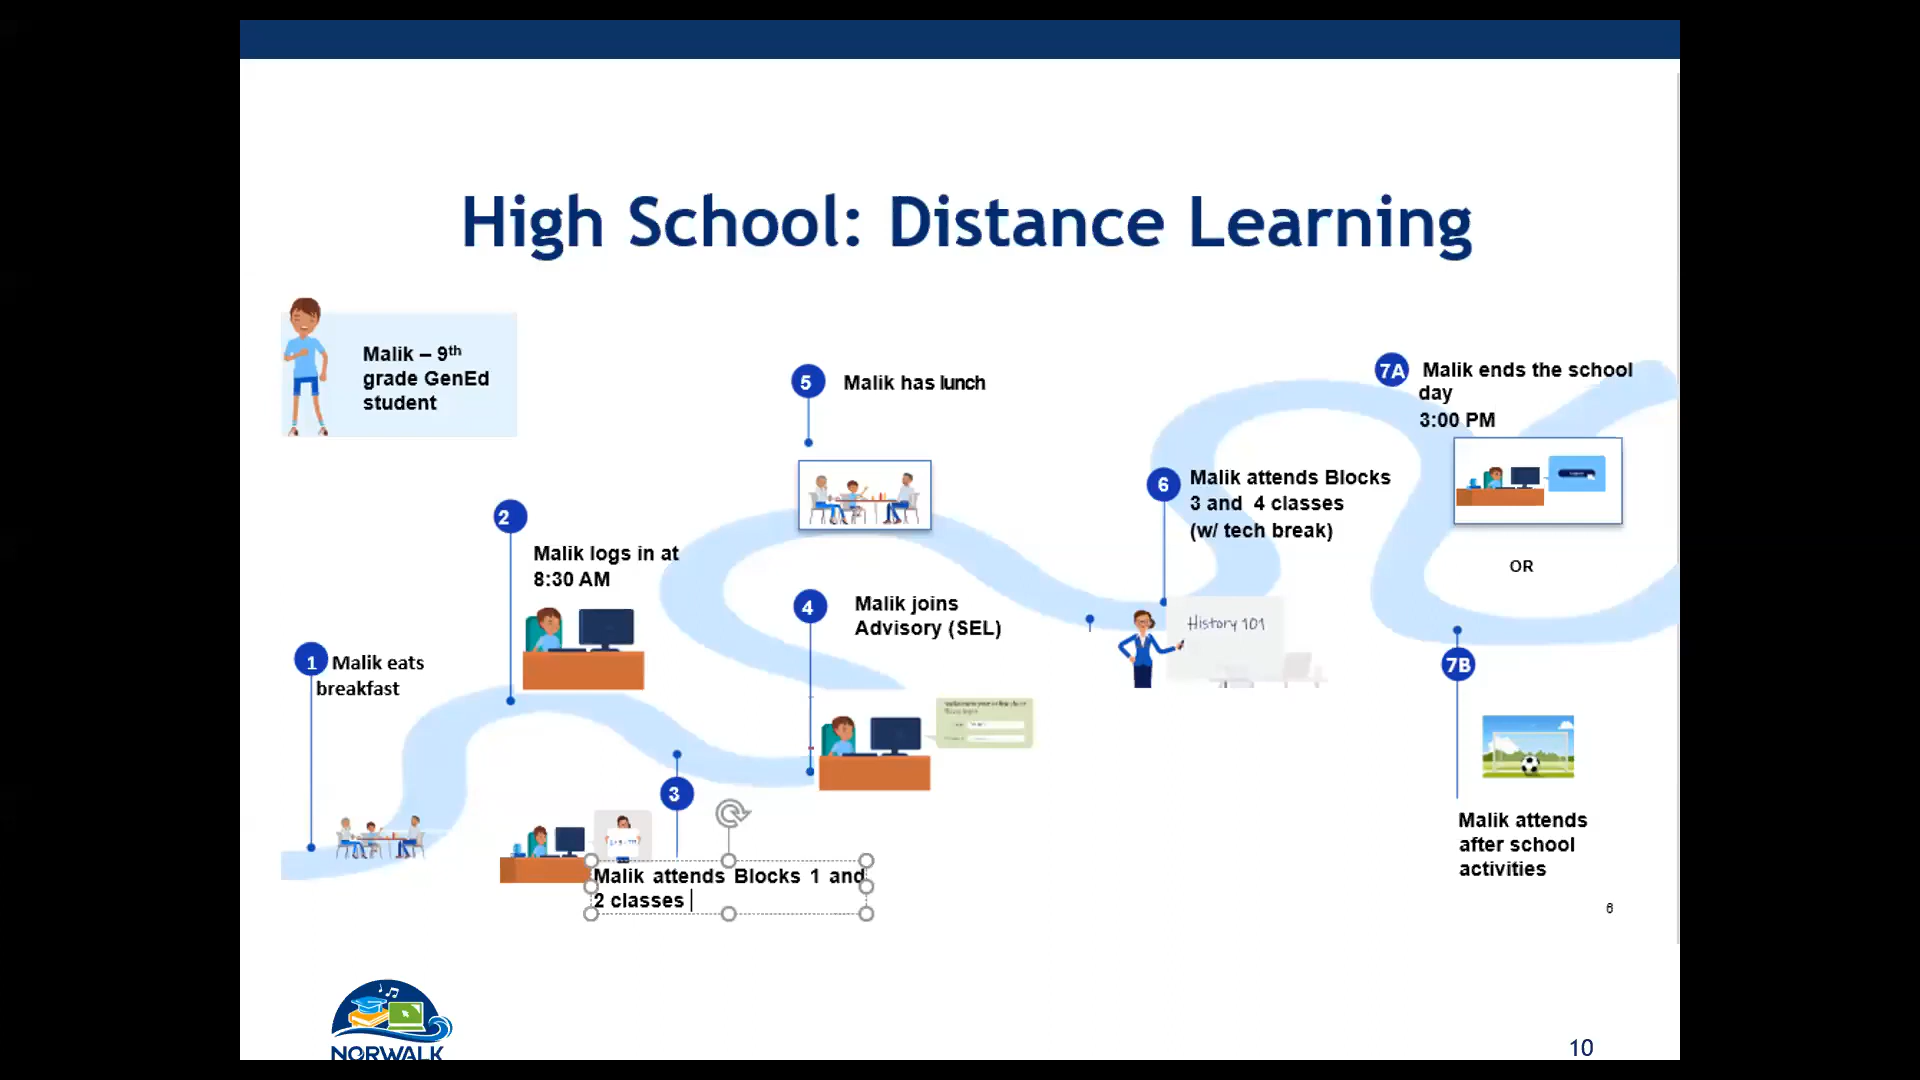 High School: Distance Learning
Malik – 9th
grade GenEd
student
1 Malik eats
breakfast
2
Malik logs in at
8:30 AM
3
Malik attends Blocks 1 and
2 classes
4
Malik joins
Advisory (SEL)
5 Malik has lunch
6 Malik attends Blocks
3 and 4 classes
(w/ tech break)
History 101
7A Malik ends the school
day
3:00 PM
OR
7B
Malik attends
after school
activities
6
NORWALK
10